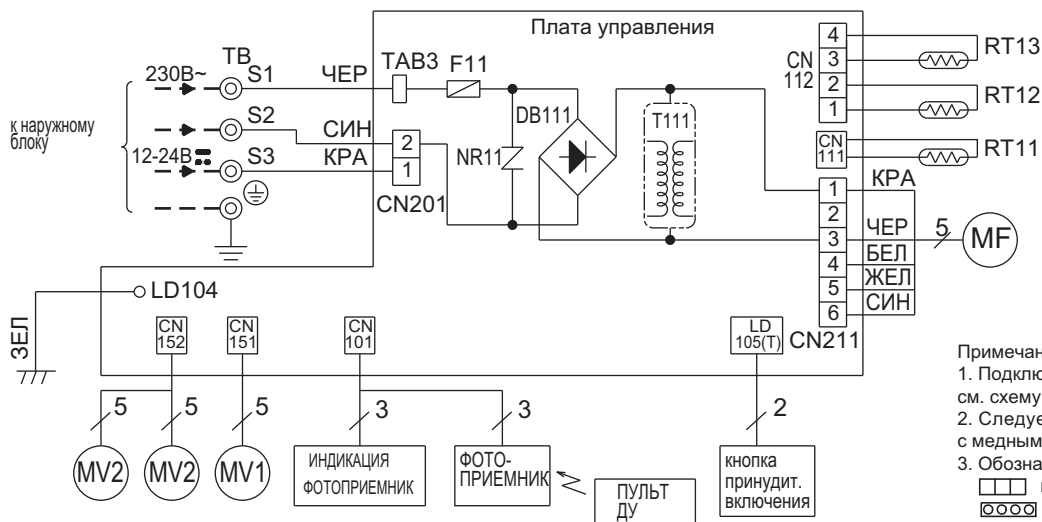 Плата управления
ТВ
230В~
S1
ЧЕР
TAB3
F11
к наружному
блоку
S2
СИН
12-24В
S3
КРА
2
1
CN201
NR11
DB111
T111
CN
112
4
3
2
1
RT13
RT12
CN
111
RT11
1
2
3
4
5
6
КРА
ЧЕР
БЕЛ
ЖЕЛ
СИН
5
MF
CN211
LD104
ЗЕЛ
CN
152
CN
151
CN
101
LD
105(T)
5
5
5
3
3
2
MV2
MV2
MV1
ИНДИКАЦИЯ
ФОТОПРИЕМНИК
ФОТО-
ПРИЕМНИК
ПУЛЬТ
ДУ
кнопка
принудит.
включения
Примечан
1. Подклю
см. схему
2. Следуе
с медным
3. Обозна